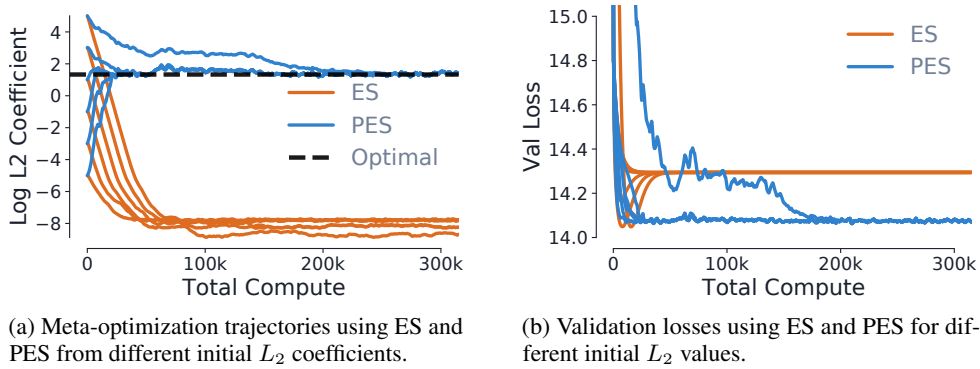 4
2
0
−2
−4
−6
−8
Log L2 Coefficient
ES
PES
Optimal
0
100k
200k
300k
Total Compute
(a) Meta-optimization trajectories using ES and
PES from different initial L₂ coefficients.
15.0
14.8
14.6
14.4
14.2
14.0
Val Loss
ES
PES
0
100k
200k
300k
Total Compute
(b) Validation losses using ES and PES for dif-
ferent initial L₂ values.